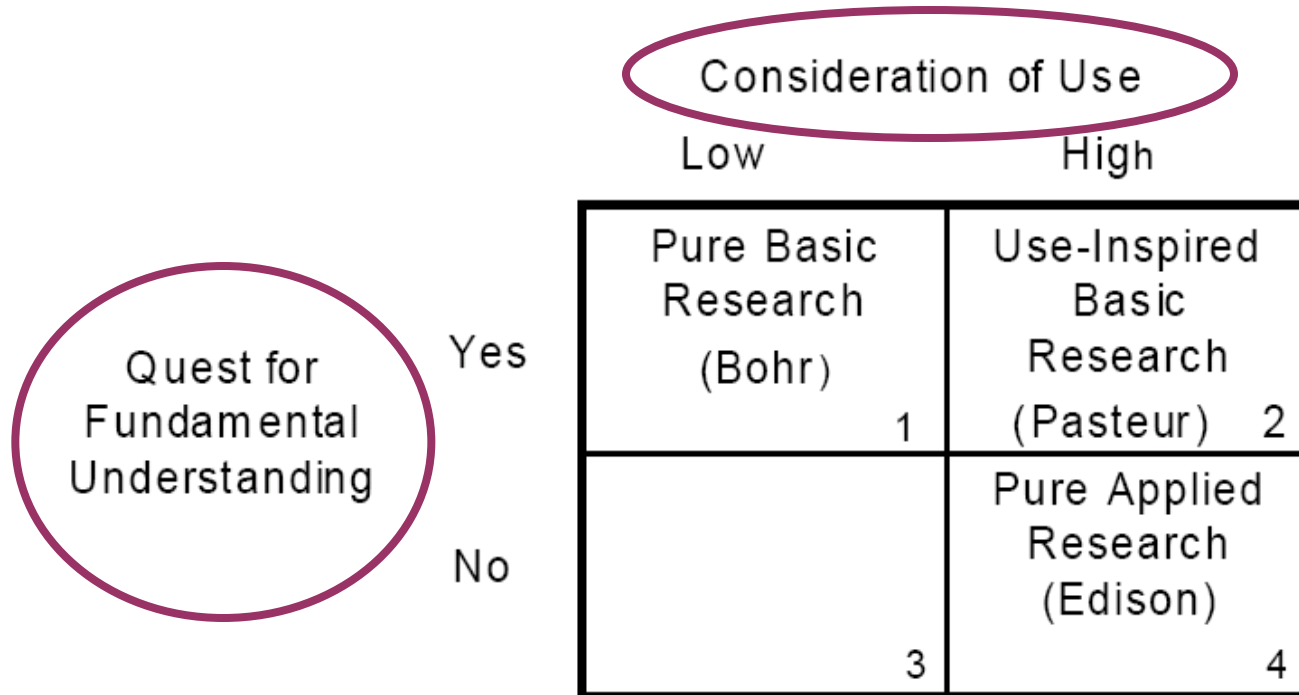 Consideration of Use
Low High
Quest for
Fundamental
Understanding
Yes
Pure Basic
Research
(Bohr)
1
Use-Inspired
Basic
Research
(Pasteur) 2
No
3
Pure Applied
Research
(Edison)
4